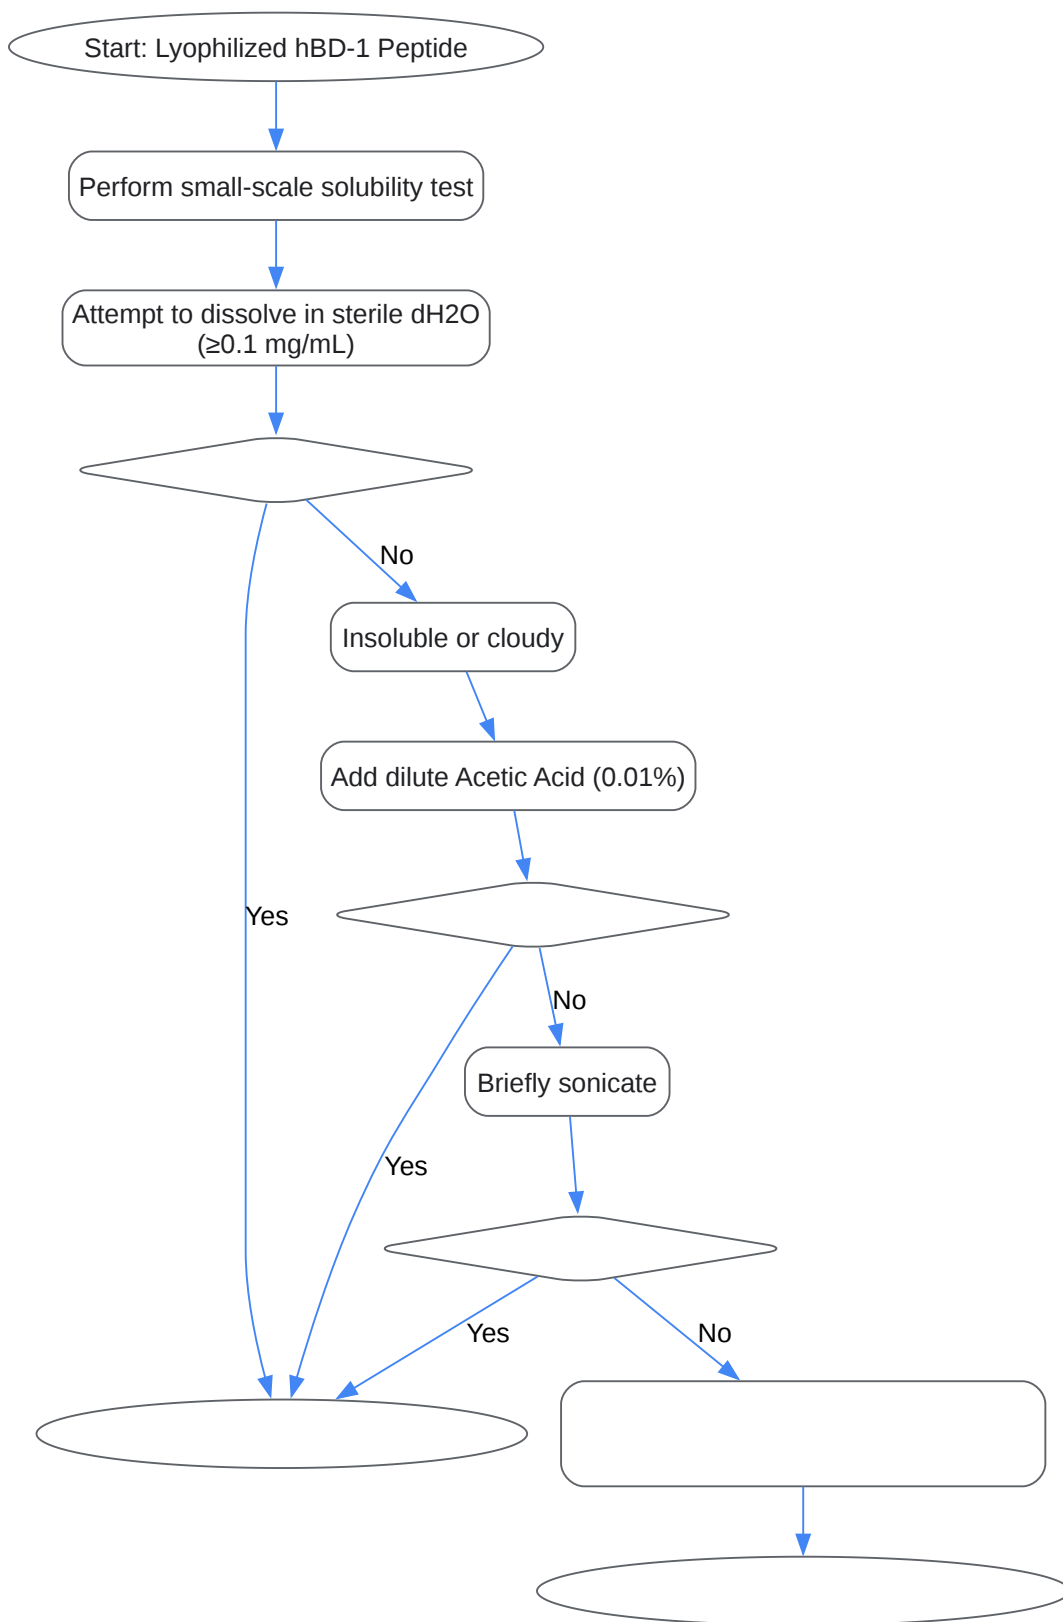 Start: Lyophilized hBD-1 Peptide
Perform small-scale solubility test
Attempt to dissolve in sterile dH2O
(≥0.1 mg/mL)
No
Insoluble or cloudy
Add dilute Acetic Acid (0.01%)
Yes
No
Briefly sonicate
Yes
Yes
No